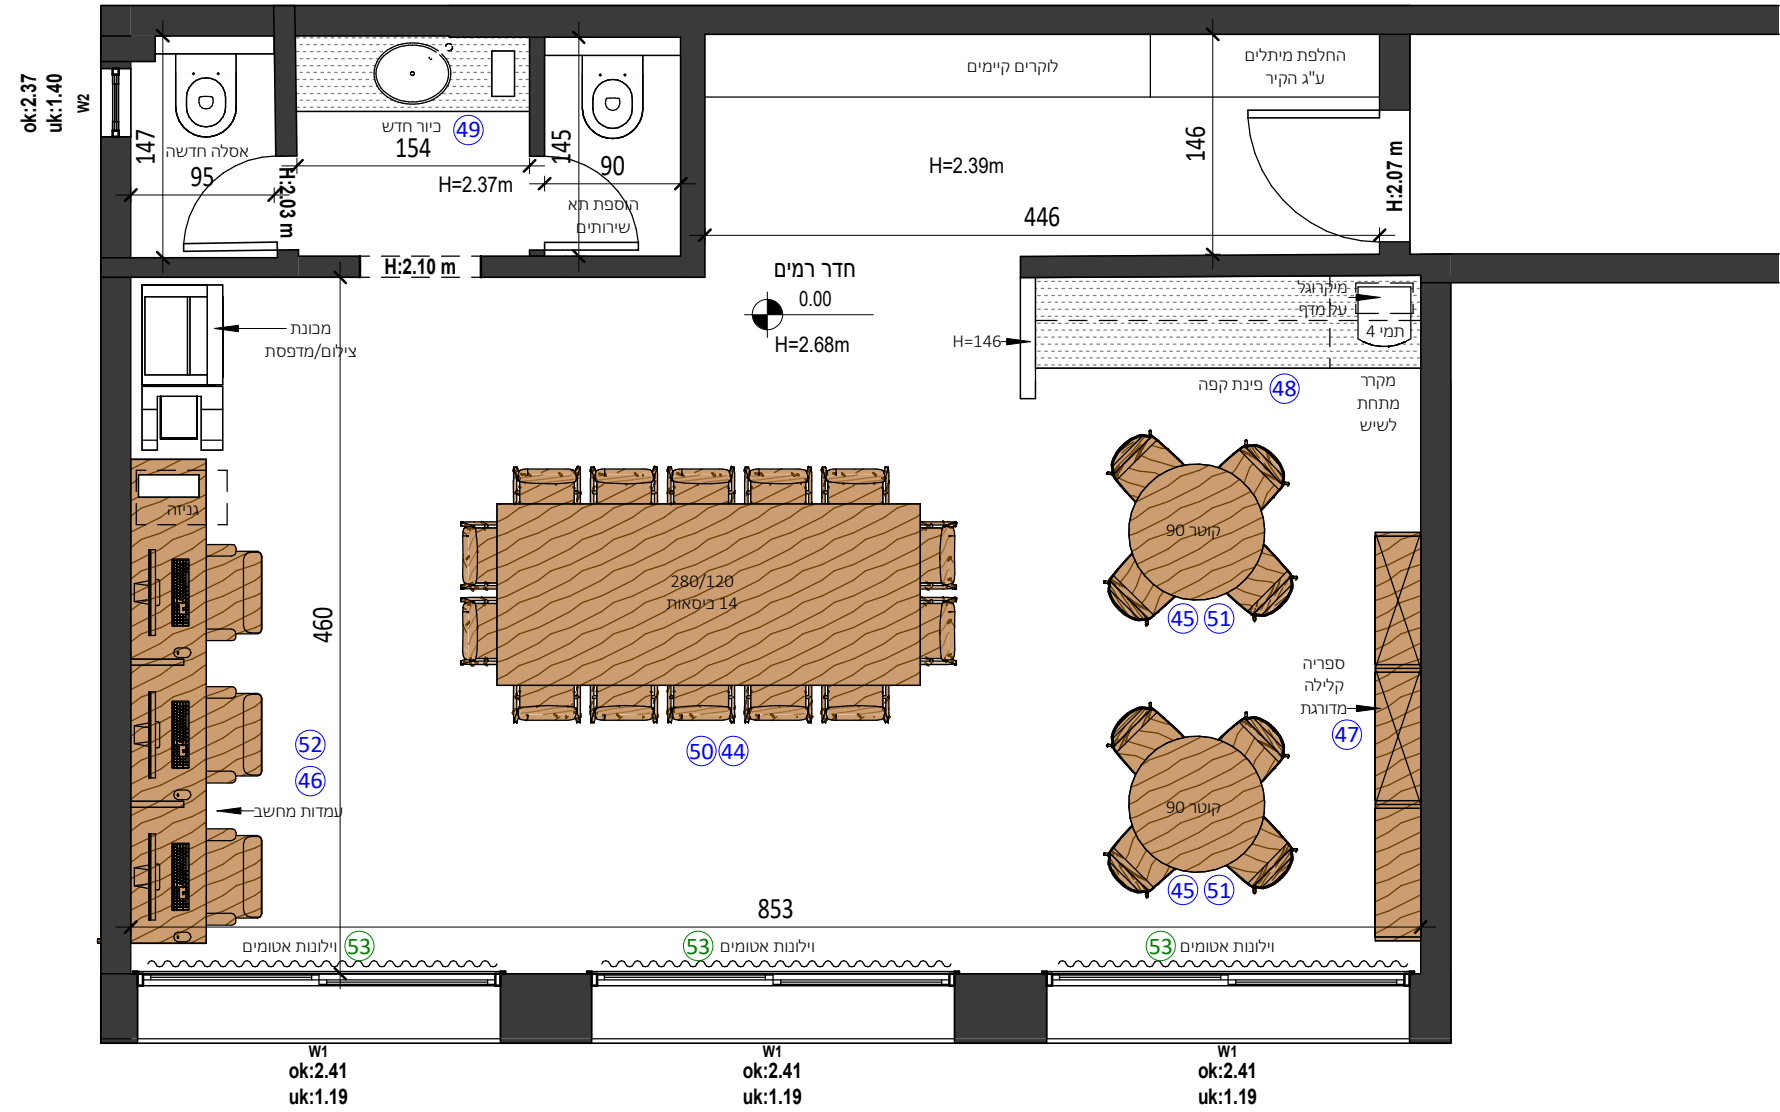 ok:2.37
uk:1.40
W2
147
אסלה חדשה
95
H:2.03 m
כיור חדש
49
154
H=2.37m
145
90
הוספת תא
שירותים
H:2.10 m
לוקרים קיימים
החלפת מיתלים
ע"ג הקיר
H=2.39m
146
H:2.07 m
446
חדר רמים
0.00
H=2.68m
H=146
מיקרוגל
על מדף
תמי 4
פינת קפה
48
מקרר
מתחת
לשיש
מכונת
צילום/מדפסת
גניזה
460
280/120
14 כיסאות
קוטר 90
45
51
ספריה
קלילה
מדורגת
47
52
46
עמדות מחשב
50
44
קוטר 90
45
51
853
וילונות אטומים
53
וילונות אטומים
53
וילונות אטומים
53
W1
ok:2.41
uk:1.19
W1
ok:2.41
uk:1.19
W1
ok:2.41
uk:1.19